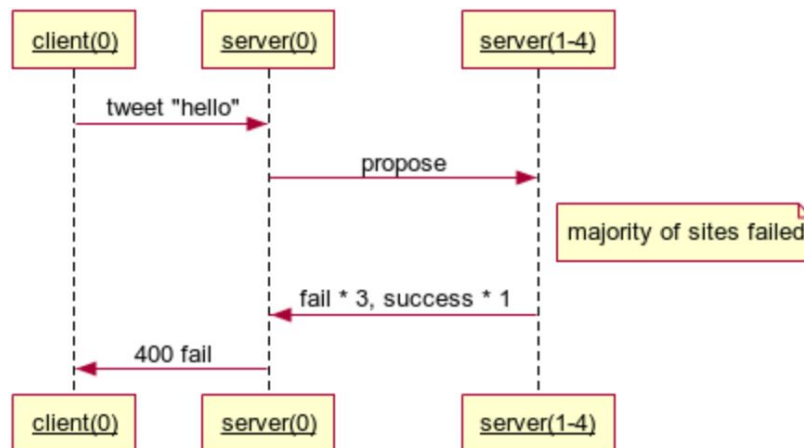 client(0)
server(0)
server(1-4)
tweet "hello"
propose
majority of sites failed
fail * 3, success * 1
400 fail
client(0)
server(0)
server(1-4)